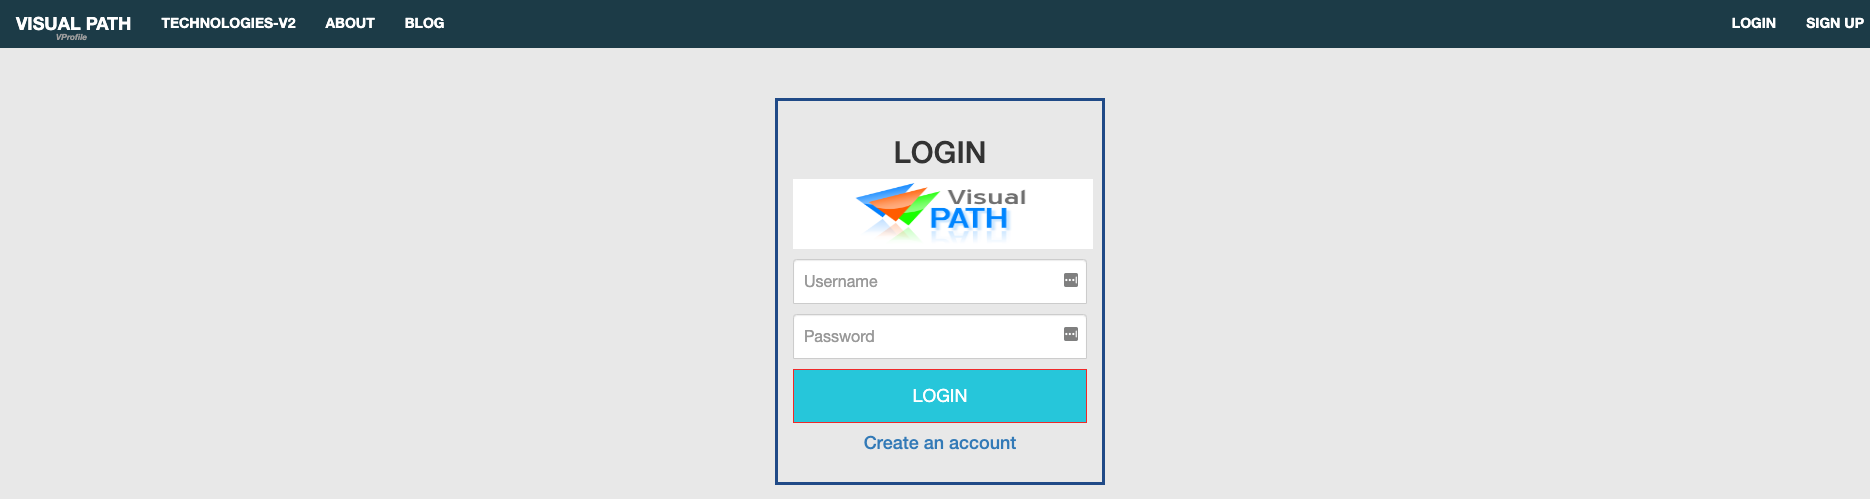 VISUAL PATH TECHNOLOGIES-V2 ABOUT BLOG LOGIN SIGN UP
VProfile
LOGIN
Visual
PATH
Username
Password
LOGIN
Create an account